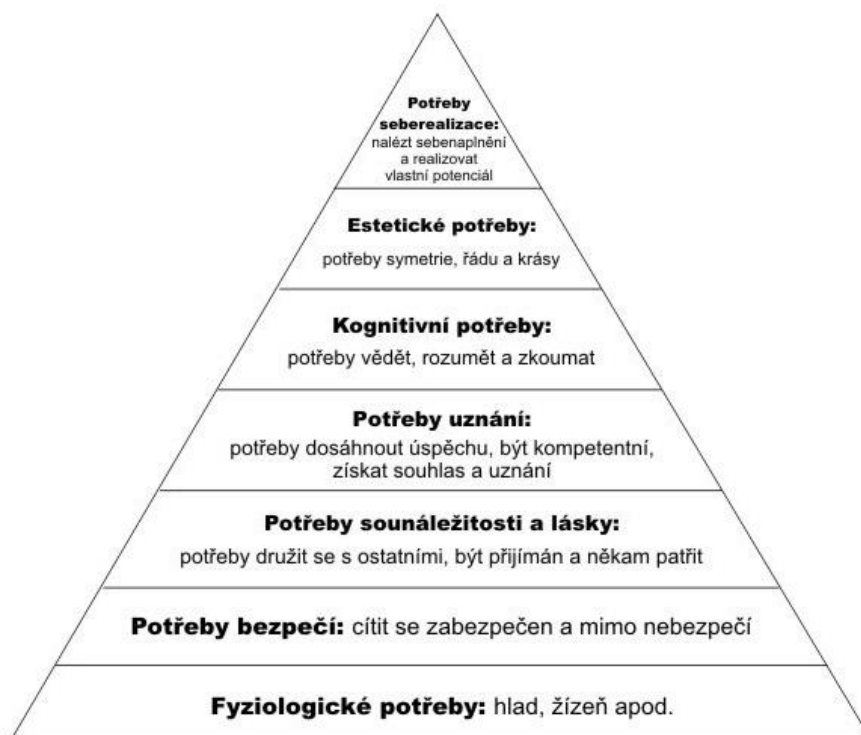 Potřeby
seberealizace:
nalézt sebenaplnění
a realizovat
vlastní potenciál
Estetické potřeby:
potřeby symetrie, řádu a krásy
Kognitivní potřeby:
potřeby vědět, rozumět a zkoumat
Potřeby uznání:
potřeby dosáhnout úspěchu, být kompetentní,
získat souhlas a uznání
Potřeby sounáležitosti a lásky:
potřeby družit se s ostatními, být přijímán a někam patřit
Potřeby bezpečí: cítit se zabezpečen a mimo nebezpečí
Fyziologické potřeby: hlad, žízeň apod.